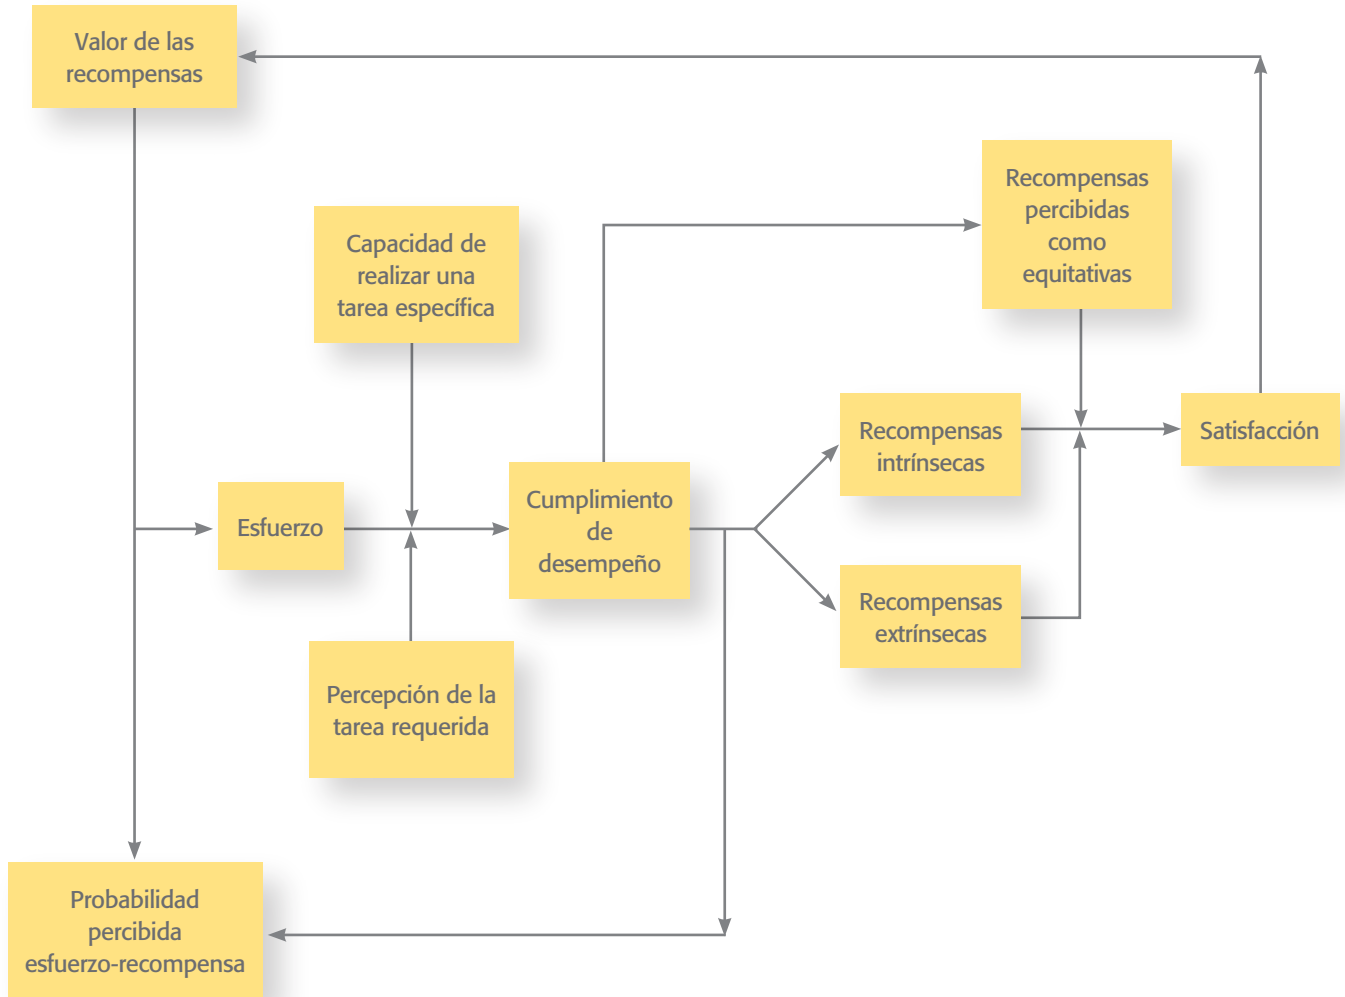 Valor de las
recompensas
Recompensas
percibidas
como
equitativas
Capacidad de
realizar una
tarea específica
Recompensas
intrínsecas
Satisfacción
Esfuerzo
Cumplimiento
de
desempeño
Recompensas
extrínsecas
Percepción de la
tarea requerida
Probabilidad
percibida
esfuerzo-recompensa